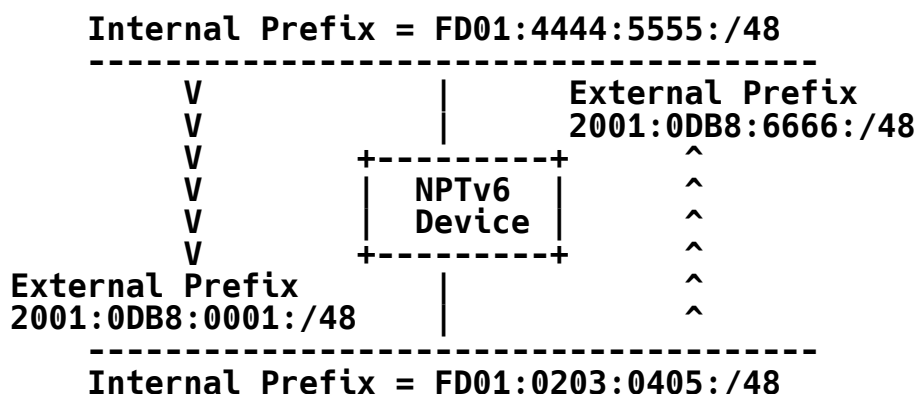 Internal Prefix = FD01:4444:5555:/48
--------------------------------------
V | External Prefix
V | 2001:0DB8:6666:/48
V +---------+ ^
V | NPTv6 | ^
V | Device | ^
V +---------+ ^
External Prefix | ^
2001:0DB8:0001:/48 | ^
--------------------------------------
Internal Prefix = FD01:0203:0405:/48